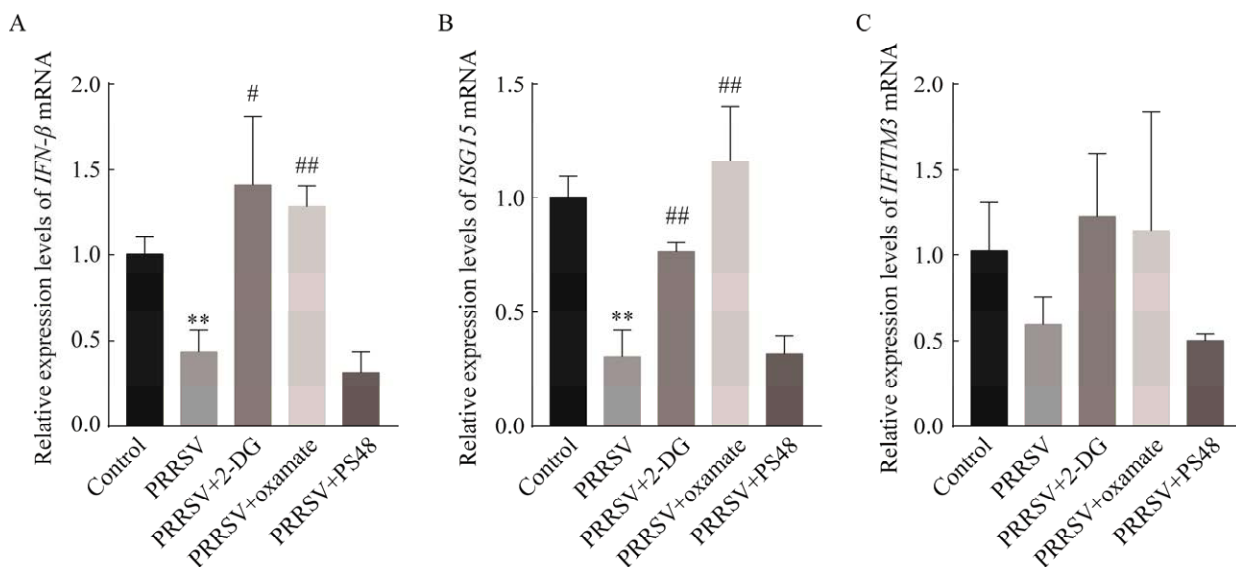 A
Relative expression levels of IFN-β mRNA
2.0
1.5
1.0
0.5
0.0
#
##
**
Control
PRRSV
PRRSV+2-DG
PRRSV+oxamate
PRRSV+PS48
B
Relative expression levels of ISG15 mRNA
1.5
1.0
0.5
0.0
##
##
**
Control
PRRSV
PRRSV+2-DG
PRRSV+oxamate
PRRSV+PS48
C
Relative expression levels of IFITM3 mRNA
2.0
1.5
1.0
0.5
0.0
Control
PRRSV
PRRSV+2-DG
PRRSV+oxamate
PRRSV+PS48